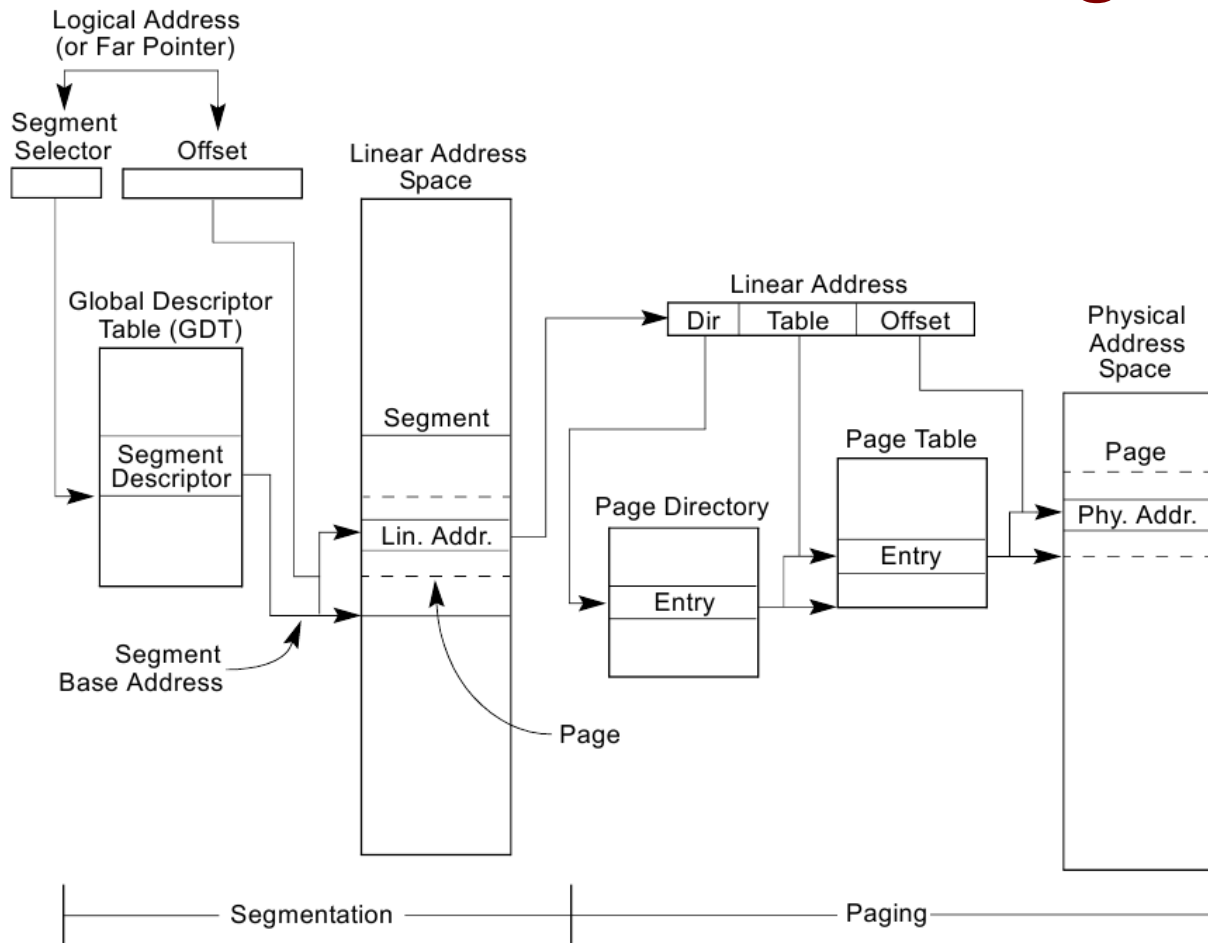 Logical Address
(or Far Pointer)
Segment
Selector
Offset
Linear Address
Space
Global Descriptor
Table (GDT)
Segment
Descriptor
Segment
Base Address
Segment
Lin. Addr.
Page
Linear Address
Dir
Table
Offset
Page Directory
Entry
Page Table
Entry
Physical
Address
Space
Page
Phy. Addr.
Segmentation
Paging